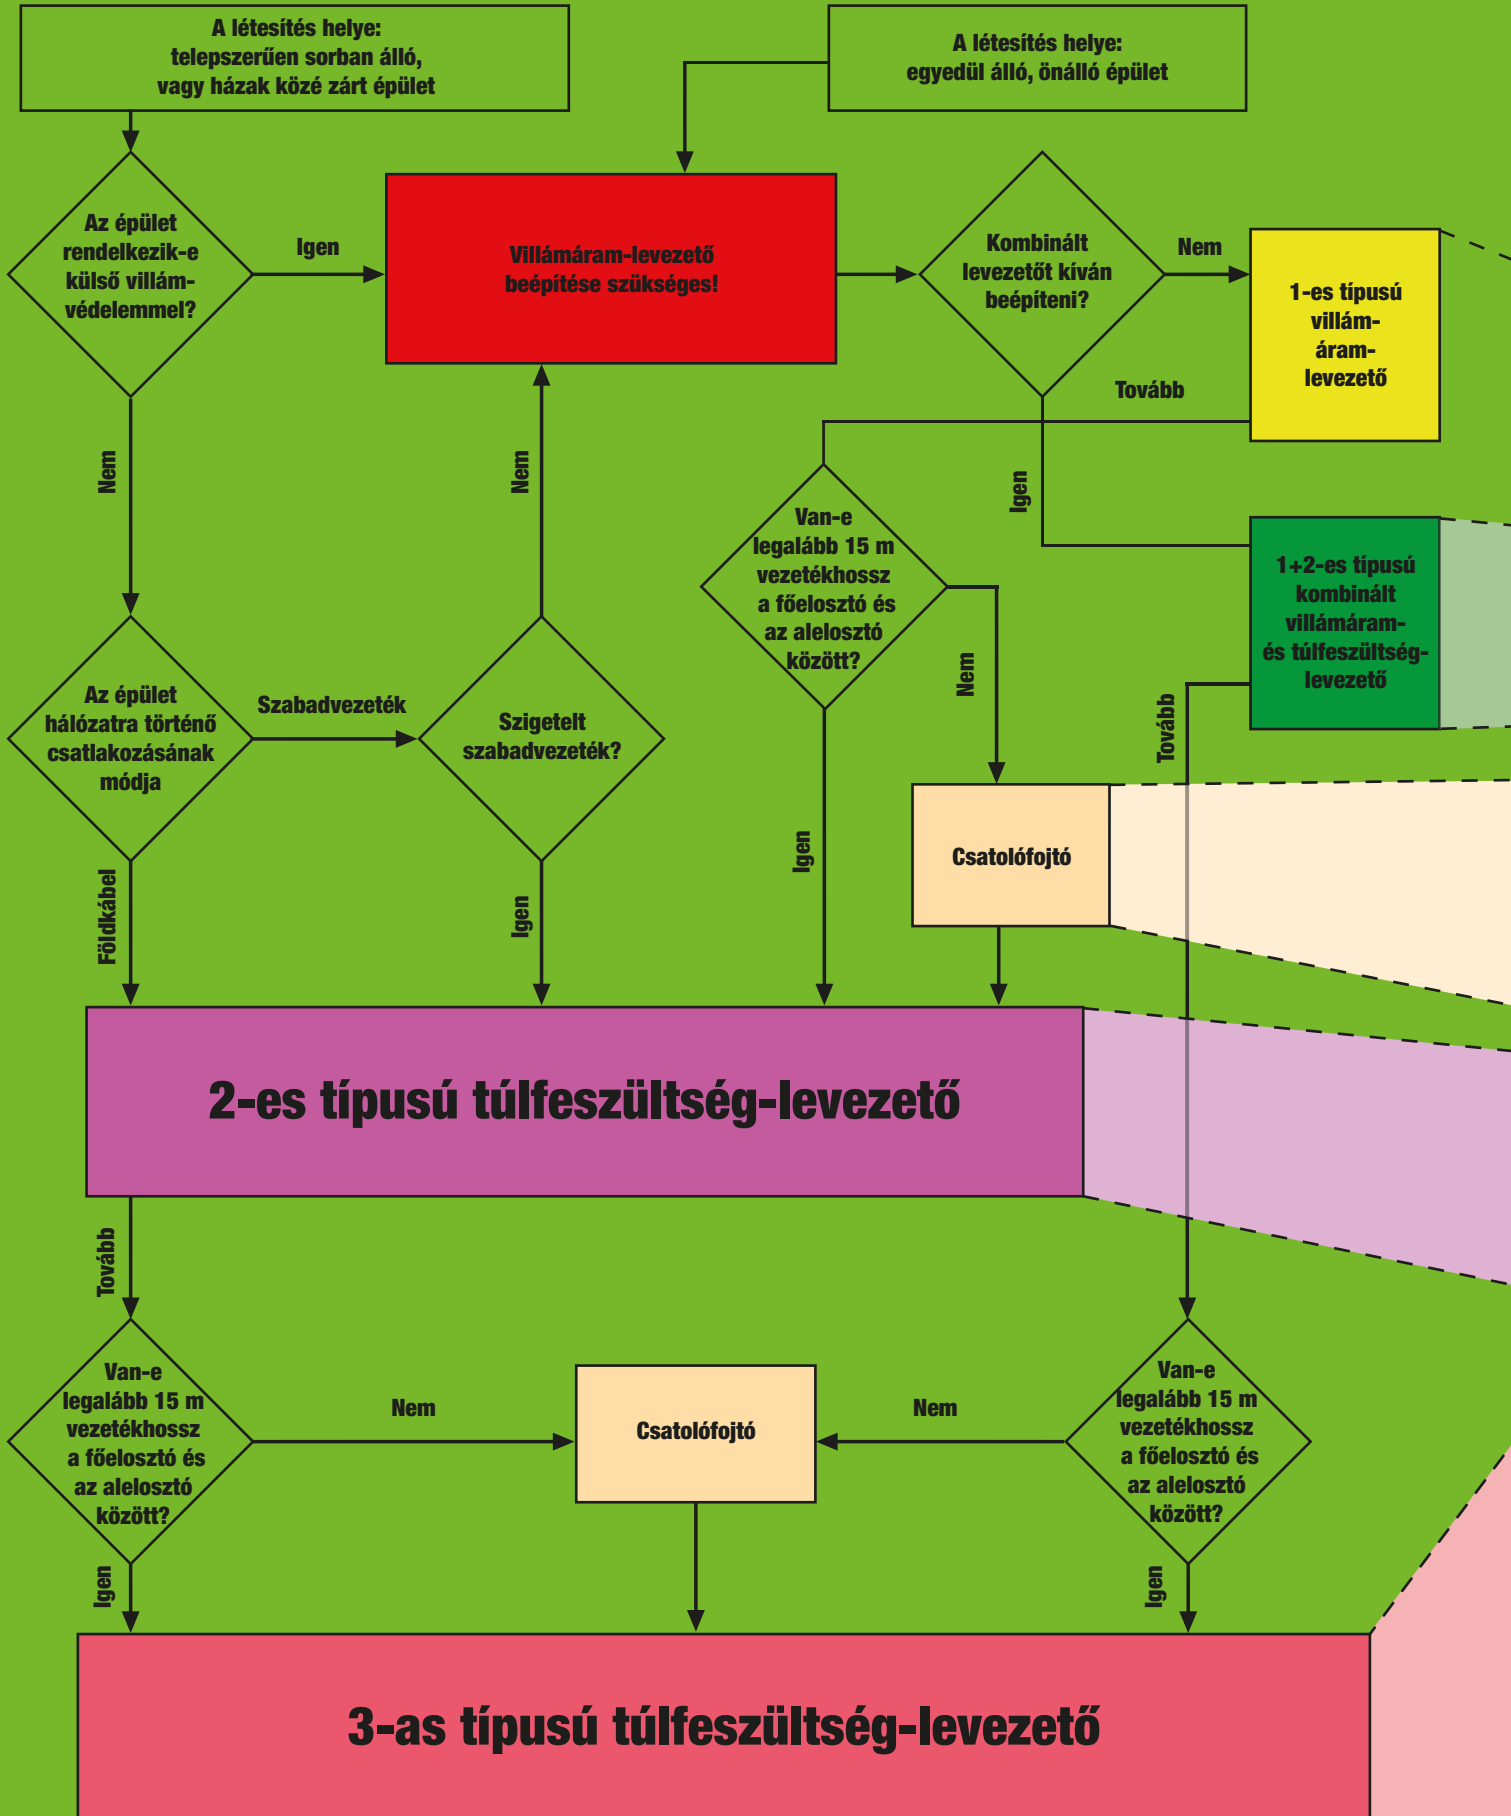 A létesítés helye:
telepszerűen sorban álló,
vagy házak közé zárt épület
A létesítés helye:
egyedül álló, önálló épület
Az épület
rendelkezik-e
külső villám-
védelemmel?
Igen
Villámáram-levezető
beépítése szükséges!
Kombinált
levezetőt kíván
beépíteni?
Nem
1-es típusú
villám-
áram-
levezető
Tovább
Nem
Nem
Igen
Van-e
legalább 15 m
vezetékhossz
a főelosztó és
az alelosztó
között?
1+2-es típusú
kombinált
villámáram-
és túlfeszültség-
levezető
Nem
Tovább
Az épület
hálózatra történő
csatlakozásának
módja
Szabadvezeték
Szigetelt
szabadvezeték?
Igen
Csatolófojtó
Földkábel
Igen
2-es típusú túlfeszültség-levezető
Tovább
Van-e
legalább 15 m
vezetékhossz
a főelosztó és
az alelosztó
között?
Nem
Csatolófojtó
Nem
Van-e
legalább 15 m
vezetékhossz
a főelosztó és
az alelosztó
között?
Igen
Igen
3-as típusú túlfeszültség-levezető